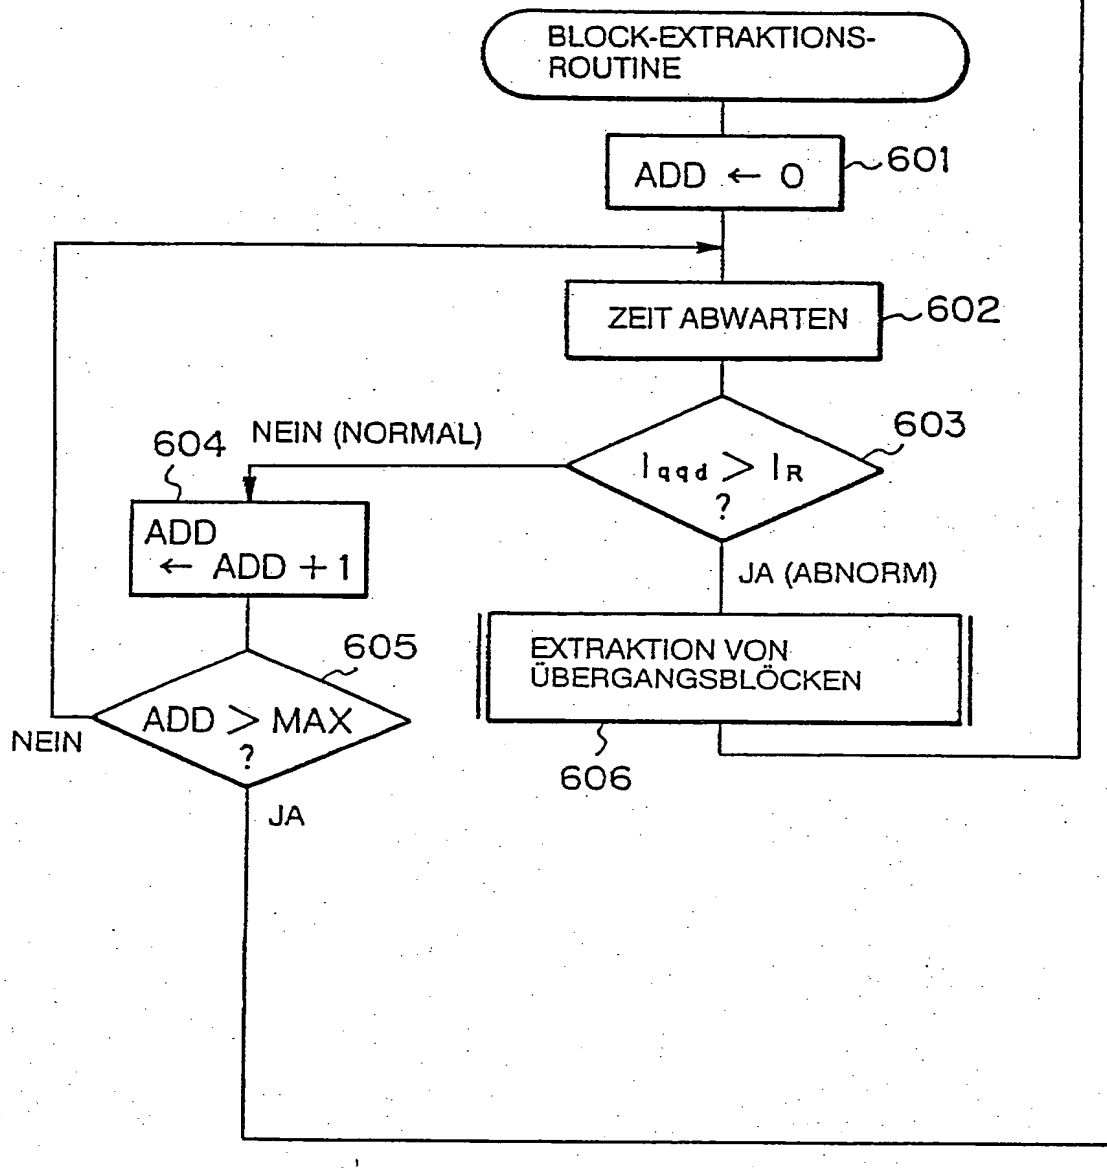 BLOCK-EXTRAKTIONS-
ROUTINE
ADD ← 0
601
ZEIT ABWARTEN
602
603
Iqqd > IR
?
NEIN (NORMAL)
604
ADD
← ADD + 1
JA (ABNORM)
605
ADD > MAX
?
NEIN
JA
EXTRAKTION VON
ÜBERGANGSBLÖCKEN
606